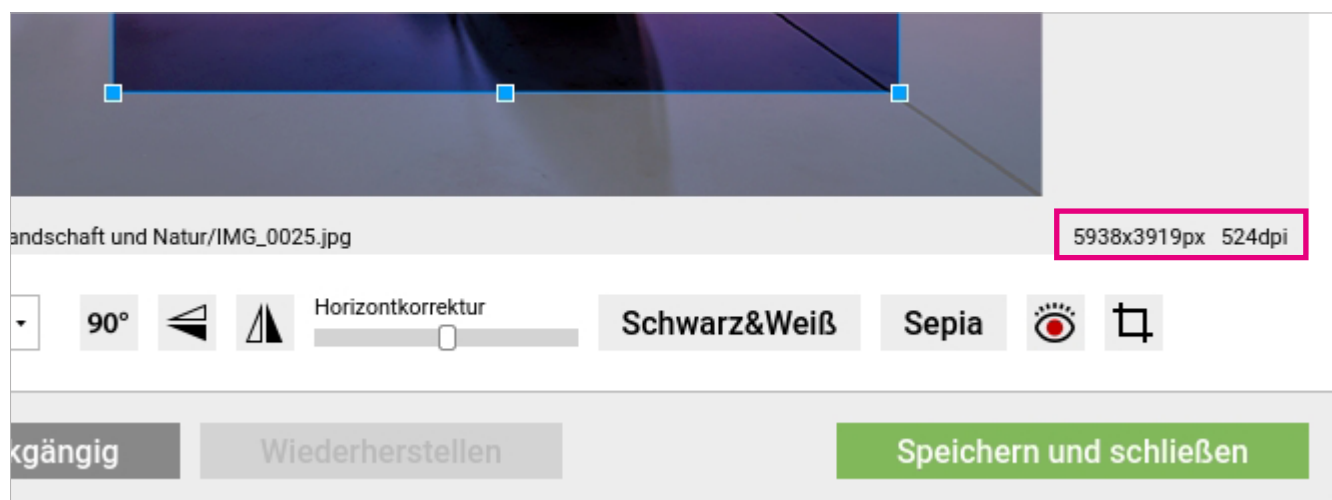 andschaft und Natur/IMG_0025.jpg
5938x3919px 524dpi
90°
Horizontkorrektur
Schwarz&Weiß
Sepia
kgängig
Wiederherstellen
Speichern und schließen